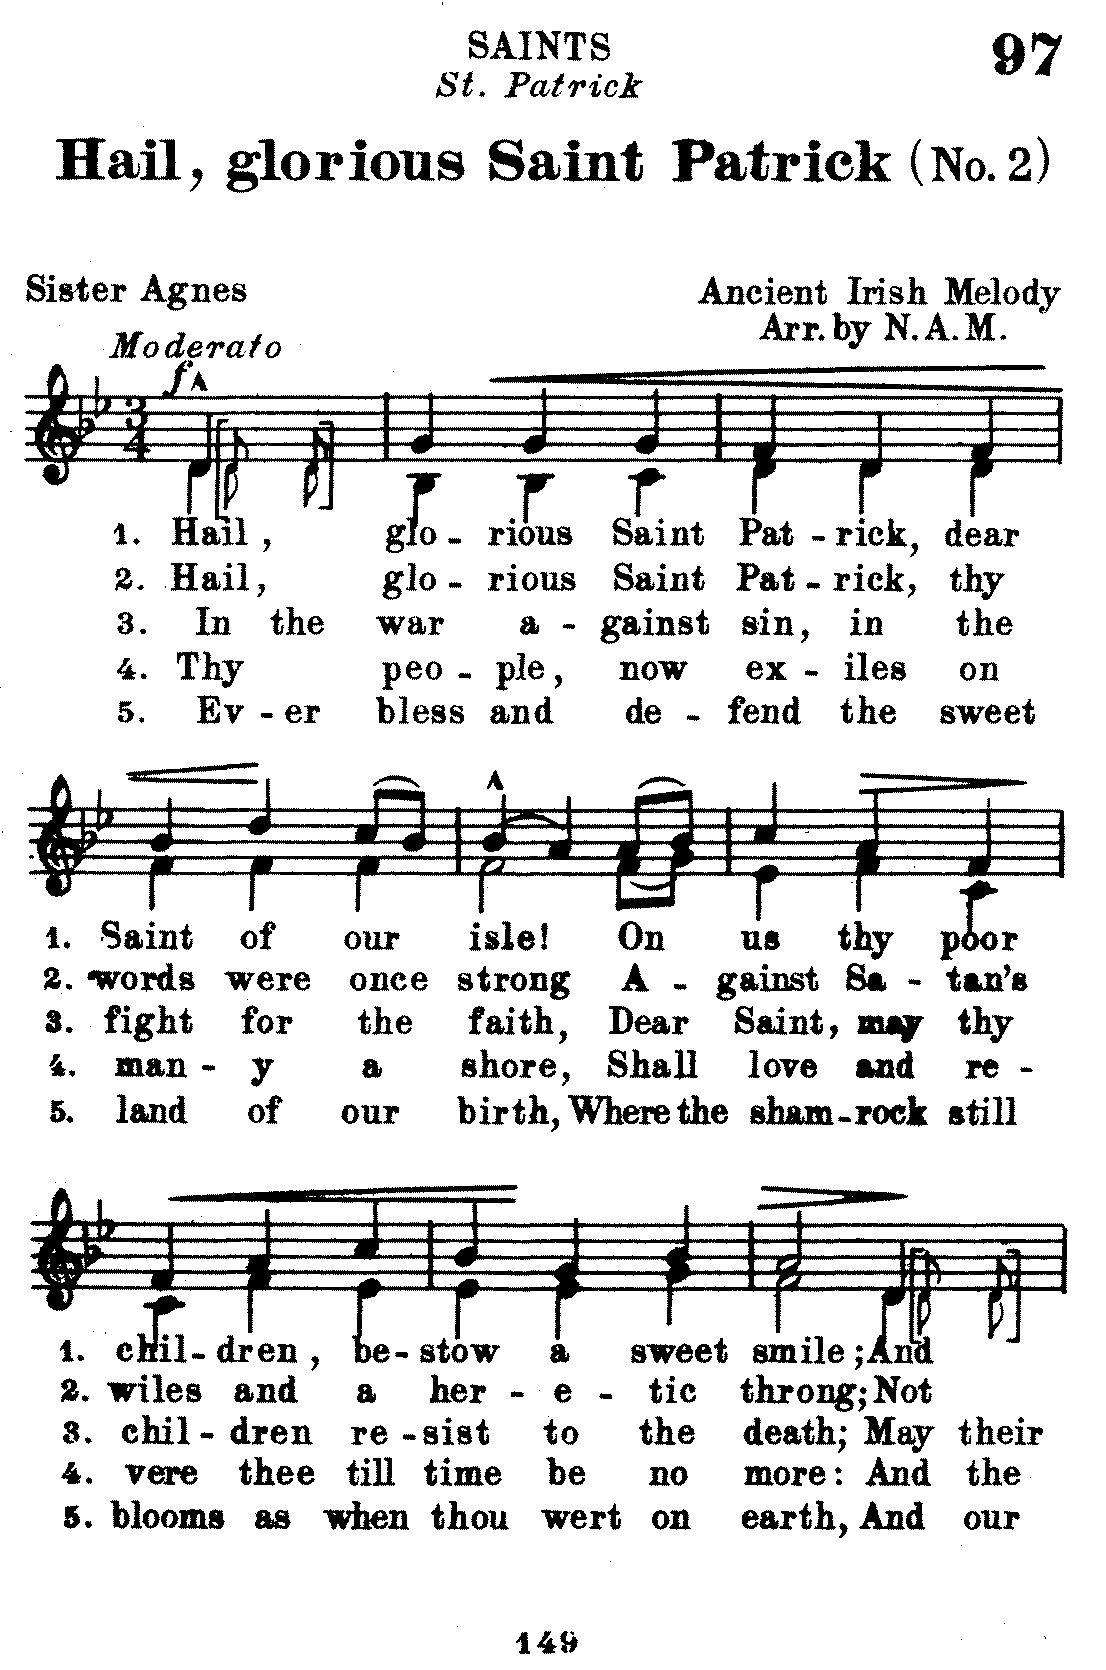 SAINTS
97
St. Patrick
Hail, glorious Saint Patrick (No. 2)
Sister Agnes
Ancient Irish Melody
Arr. by N. A. M.
Moderato
f
3
4
1. Hail, glo - rious Saint Pat - rick, dear
2. Hail, glo - rious Saint Pat - rick, thy
3. In the war a - gainst sin, in the
4. Thy peo - ple, now ex - iles on
5. Ev - er bless and de - fend the sweet
1. Saint of our isle! On us thy poor
2. words were once strong A - gainst Sa - tan's
3. fight for the faith, Dear Saint, may thy
4. man - y a shore, Shall love and re -
5. land of our birth, Where the sham - rock still
1. chil - dren, be - stow a sweet smile; And
2. wiles and a her - e - tic throng; Not
3. chil - dren re - sist to the death; May their
4. vere thee till time be no more: And the
5. blooms as when thou wert on earth, And our
149